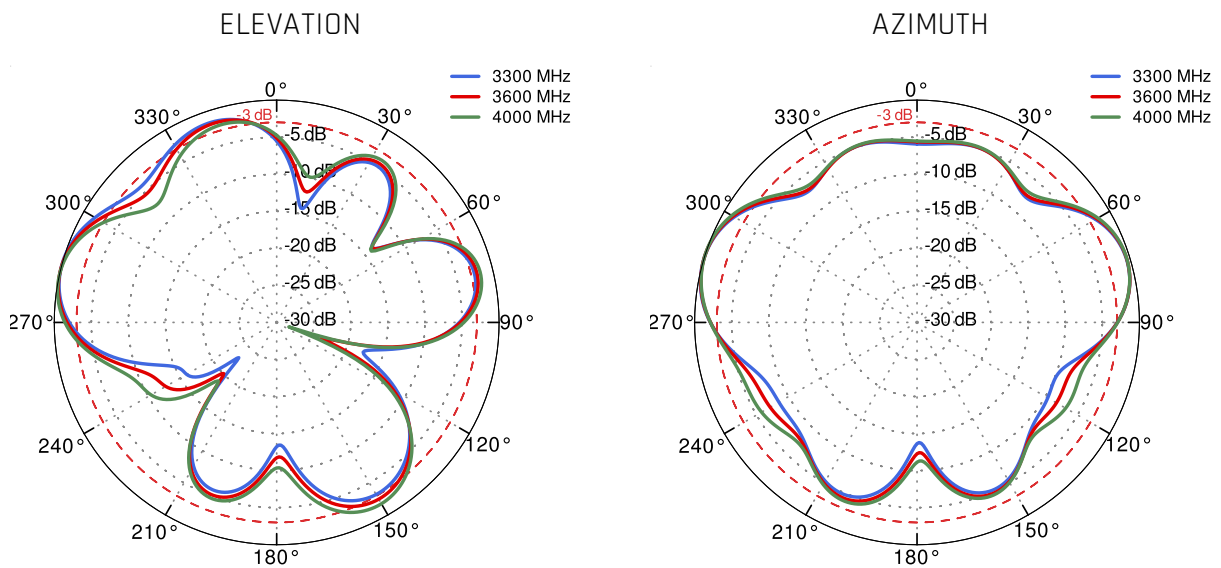 ELEVATION
3300 MHz
3600 MHz
4000 MHz
0°
-3 dB
330°
30°
-5 dB
-10 dB
300°
-15 dB
60°
-20 dB
-25 dB
270°
-30 dB
90°
240°
120°
210°
150°
180°
AZIMUTH
3300 MHz
3600 MHz
4000 MHz
0°
-3 dB
330°
30°
-5 dB
-10 dB
300°
-15 dB
60°
-20 dB
-25 dB
270°
-30 dB
90°
240°
120°
210°
150°
180°